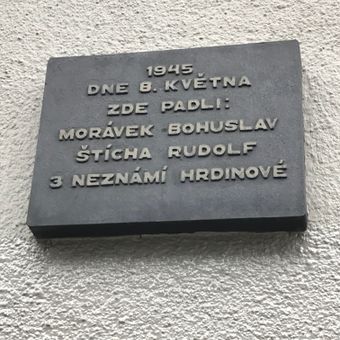 1945
DNE 8. KVĚTNA
ZDE PADLI:
MORÁVEK BOHUSLAV
ŠTÍCHA RUDOLF
3 NEZNÁMÍ HRDINOVÉ